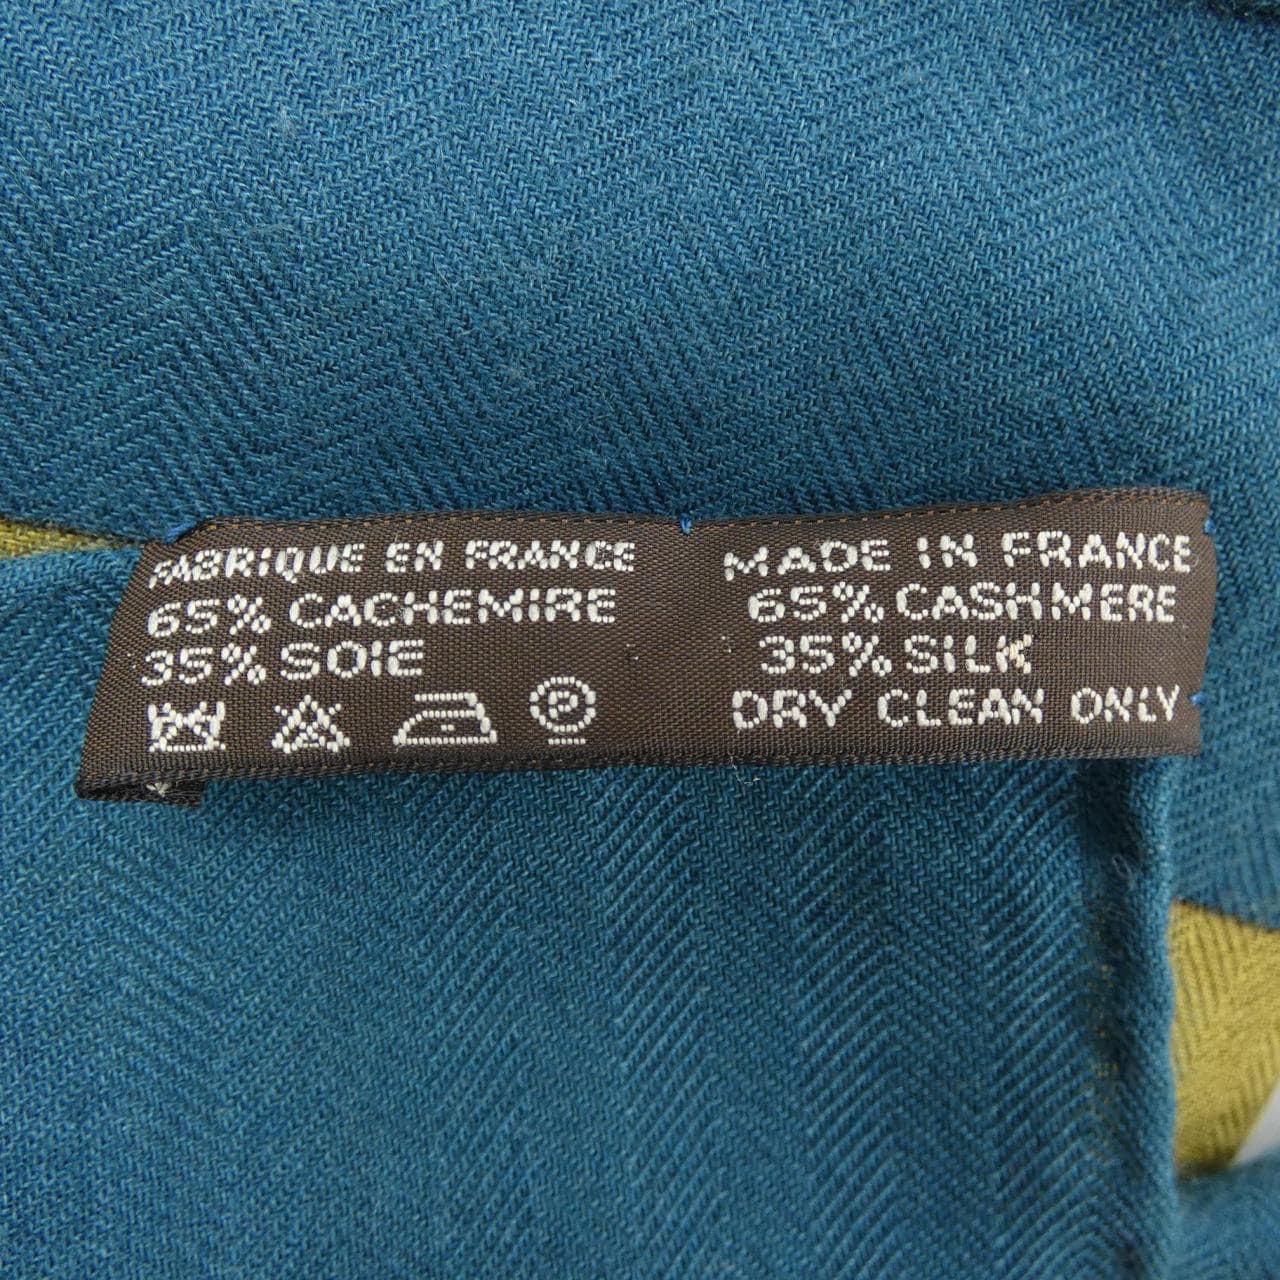 FABRIQUE EN FRANCE
65% CACHEMIRE
35% SOIE
P
MADE IN FRANCE
65% CASHMERE
35% SILK
DRY CLEAN ONLY